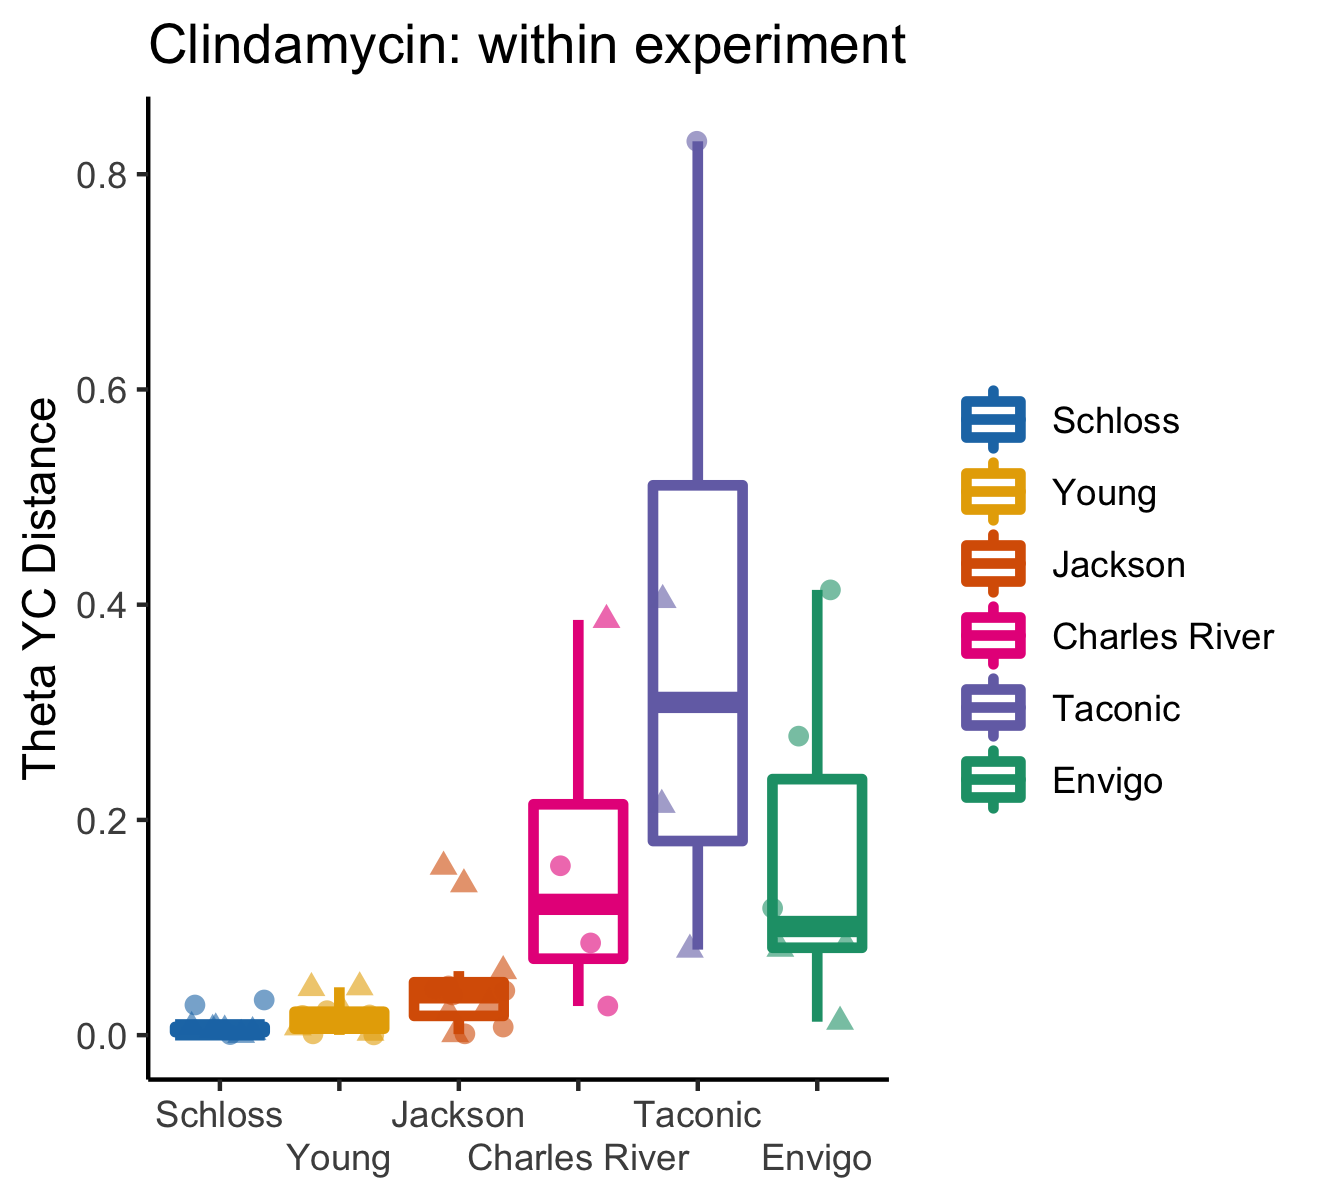 Clindamycin: within experiment
Theta YC Distance
0.8
0.6
0.4
0.2
0.0
Schloss
Young
Jackson
Charles River
Taconic
Envigo
Schloss
Young
Jackson
Charles River
Taconic
Envigo